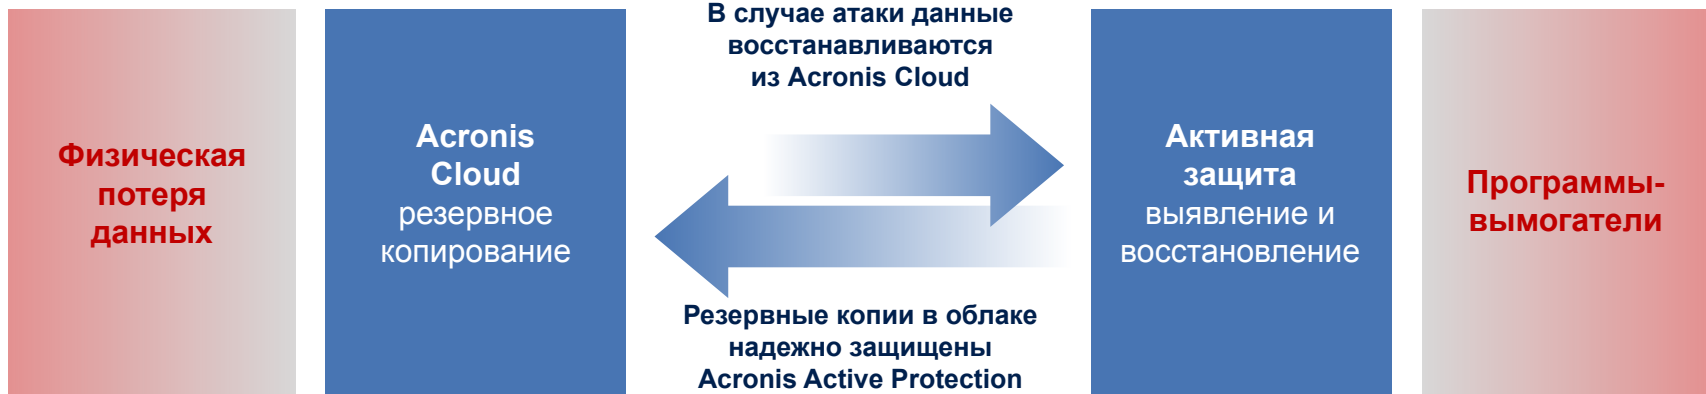 Физическая
потеря
данных
Acronis
Cloud
резервное
копирование
В случае атаки данные
восстанавливаются
из Acronis Cloud
Резервные копии в облаке
надежно защищены
Acronis Active Protection
Активная
защита
выявление и
восстановление
Программы-
вымогатели